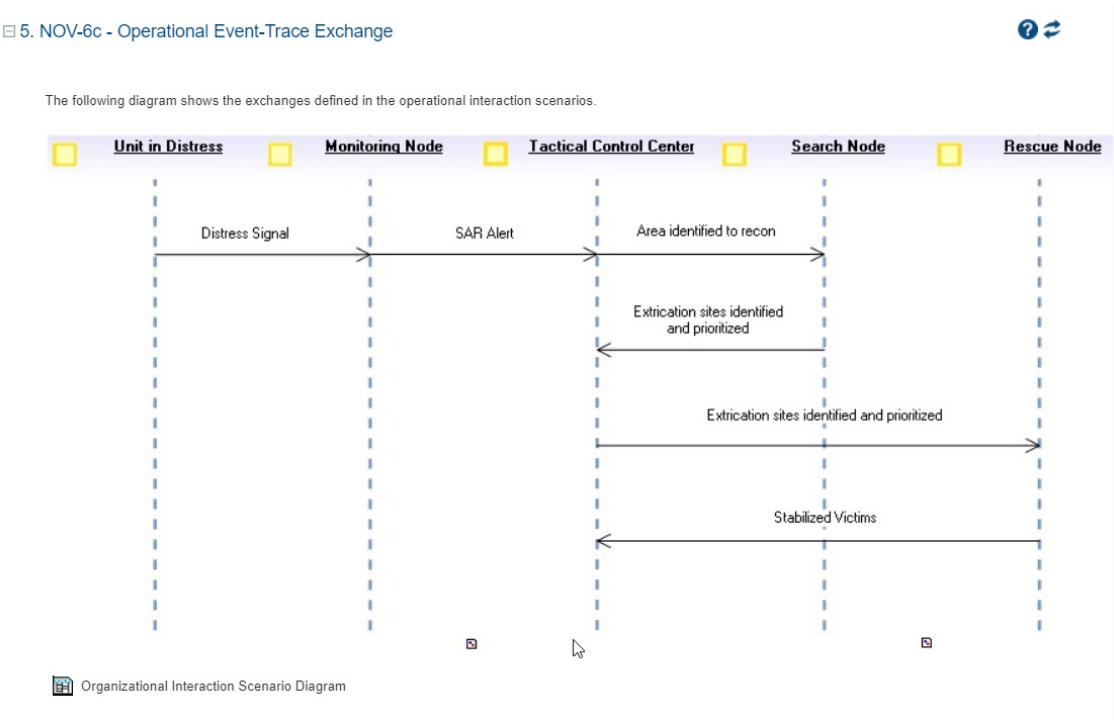 5. NOV-6c - Operational Event-Trace Exchange
The following diagram shows the exchanges defined in the operational interaction scenarios.
Unit in Distress
Monitoring Node
Tactical Control Center
Search Node
Rescue Node
Distress Signal
SAR Alert
Area identified to recon
Extrication sites identified
and prioritized
Extrication sites identified and prioritized
Stabilized Victims
Organizational Interaction Scenario Diagram